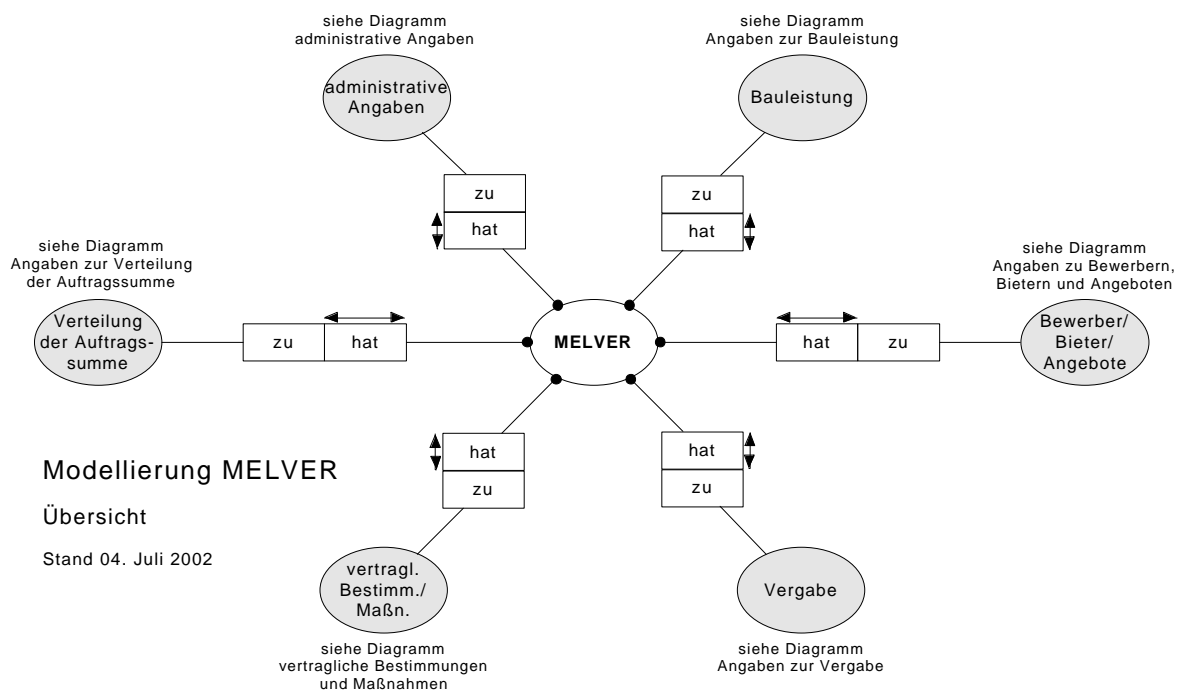 siehe Diagramm
administrative Angaben
administrative
Angaben
zu
hat
siehe Diagramm
Angaben zur Bauleistung
Bauleistung
zu
hat
siehe Diagramm
Angaben zur Verteilung
der Auftragssumme
Verteilung
der Auftrags-
summe
zu
hat
MELVER
hat
zu
siehe Diagramm
Angaben zu Bewerbern,
Bietern und Angeboten
Bewerber/
Bieter/
Angebote
Modellierung MELVER
Übersicht
Stand 04. Juli 2002
hat
zu
vertragl.
Bestimm./
Maßn.
siehe Diagramm
vertragliche Bestimmungen
und Maßnahmen
hat
zu
Vergabe
siehe Diagramm
Angaben zur Vergabe